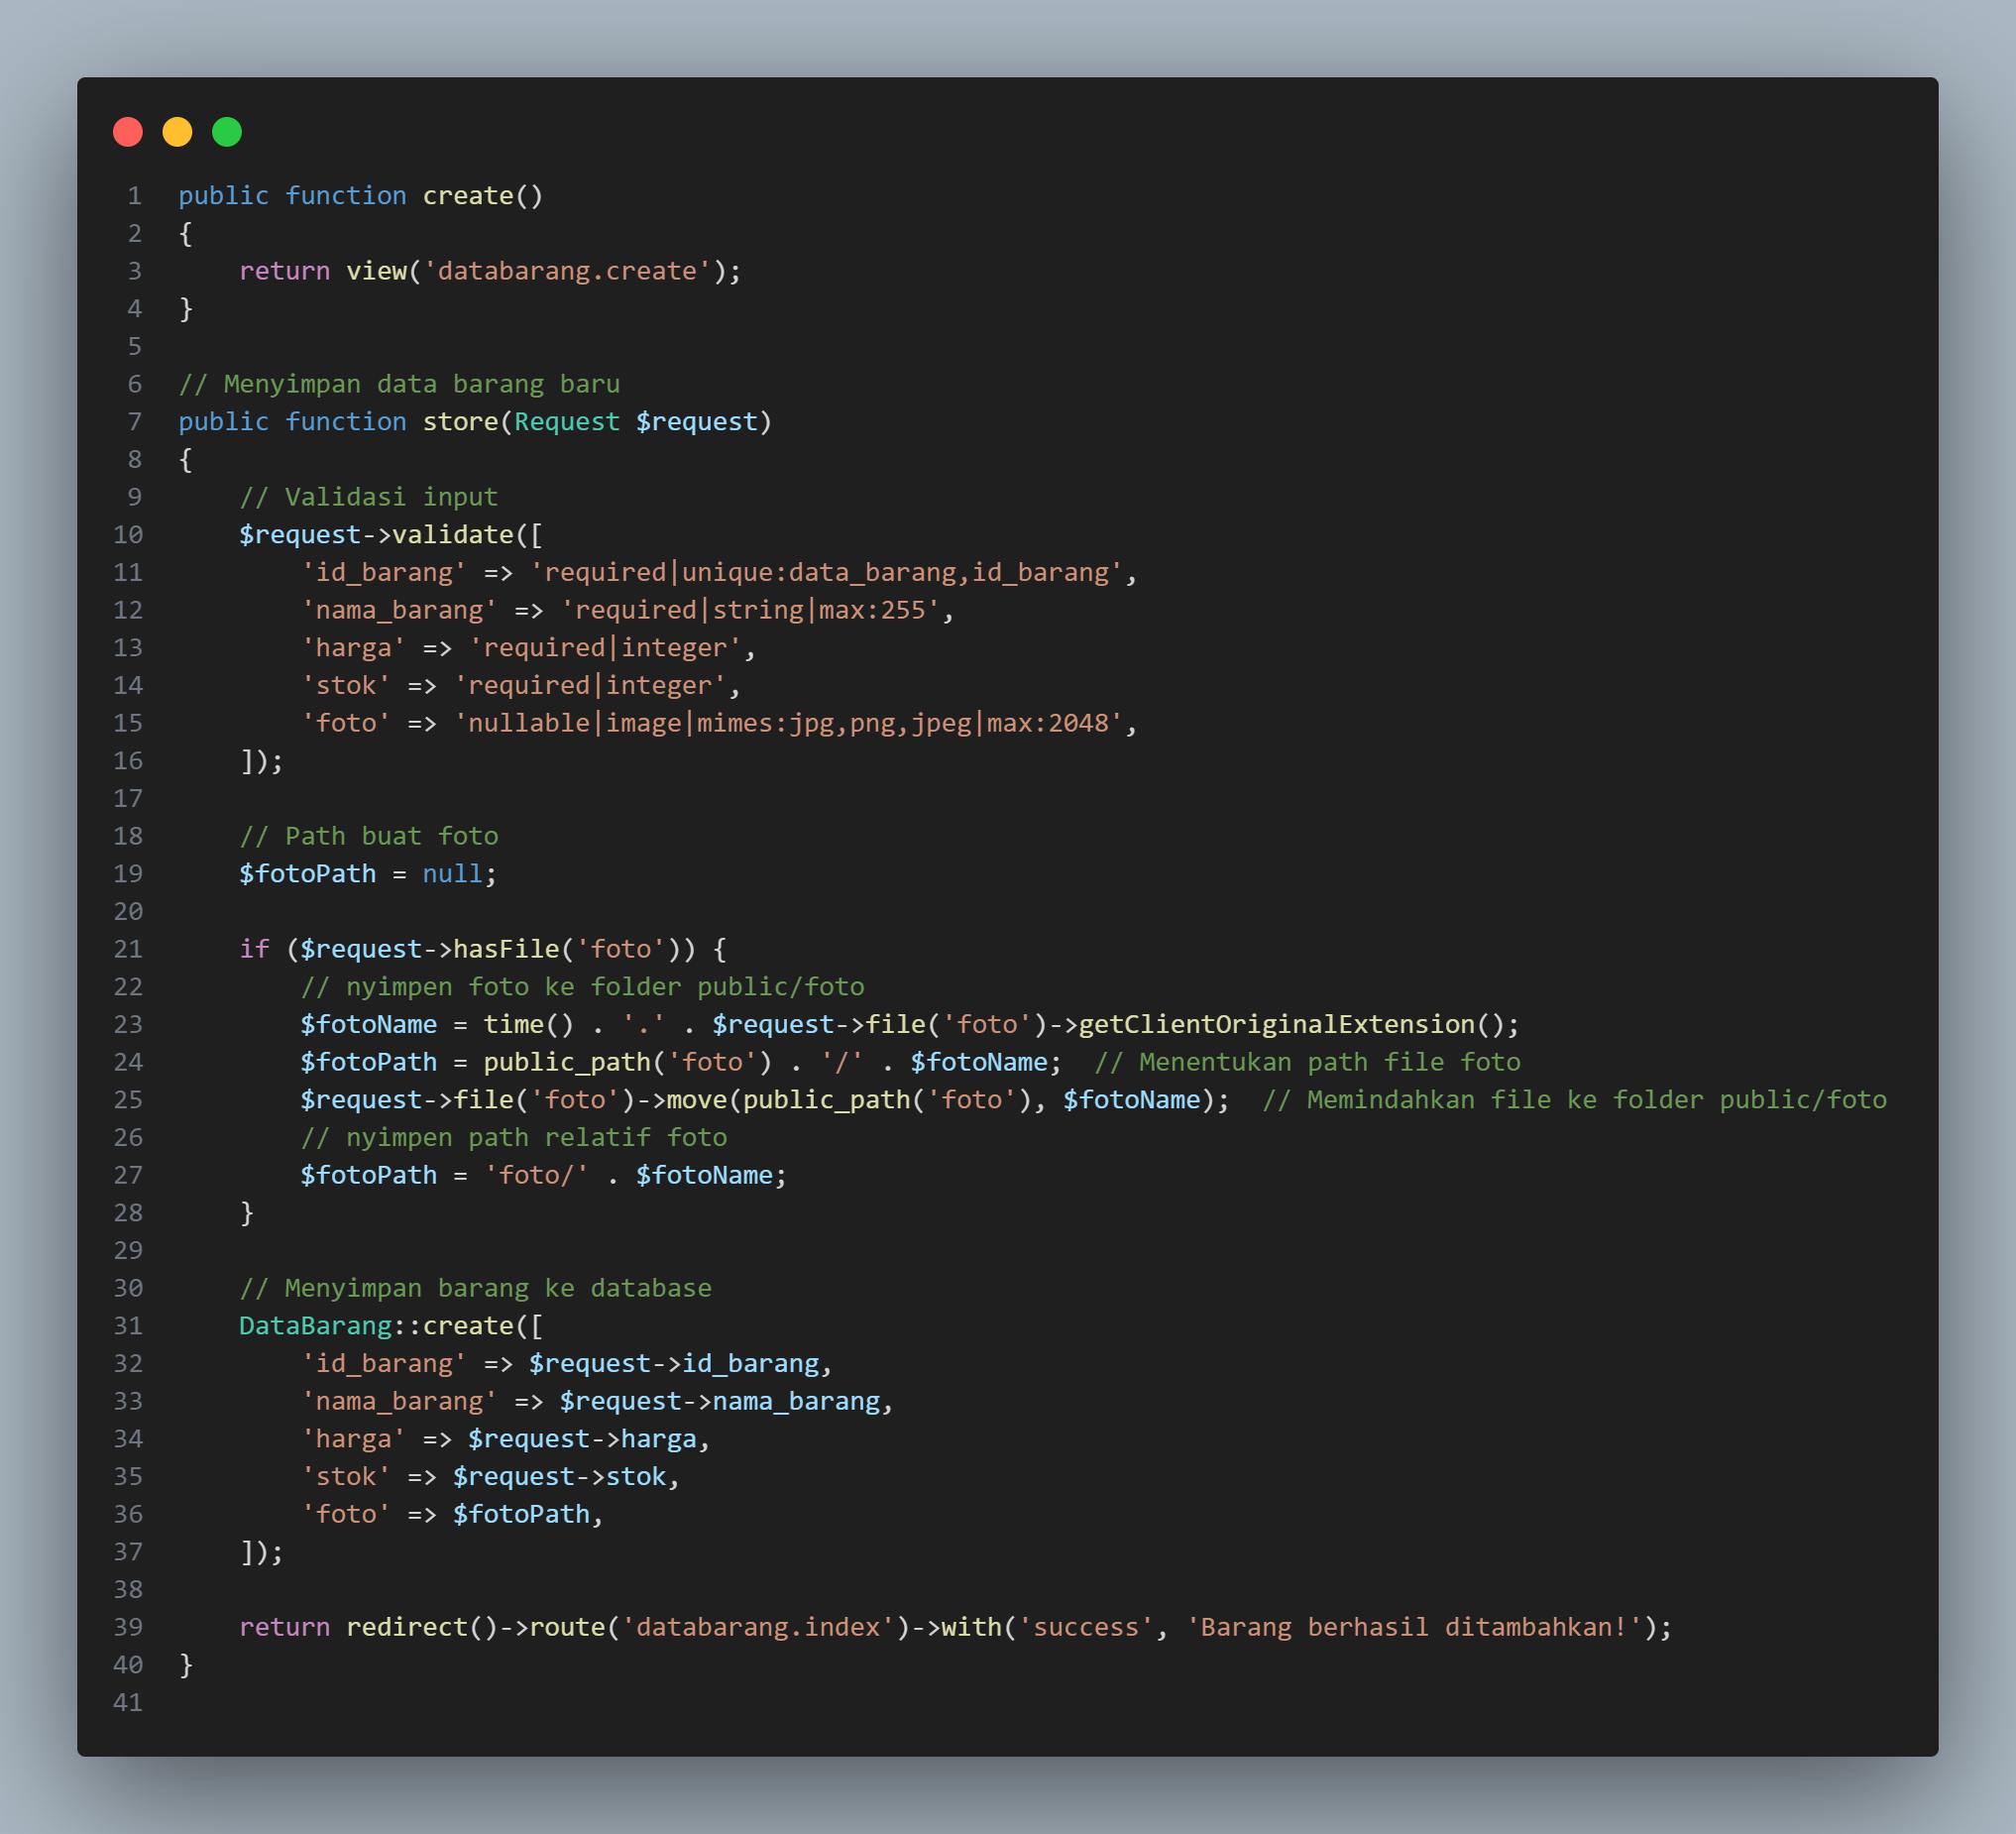 1 public function create()
2 {
3     return view('databarang.create');
4 }
5
6 // Menyimpan data barang baru
7 public function store(Request $request)
8 {
9     // Validasi input
10     $request->validate([
11         'id_barang' => 'required|unique:data_barang,id_barang',
12         'nama_barang' => 'required|string|max:255',
13         'harga' => 'required|integer',
14         'stok' => 'required|integer',
15         'foto' => 'nullable|image|mimes:jpg,png,jpeg|max:2048',
16     ]);
17
18     // Path buat foto
19     $fotoPath = null;
20
21     if ($request->hasFile('foto')) {
22         // nyimpen foto ke folder public/foto
23         $fotoName = time() . '.' . $request->file('foto')->getClientOriginalExtension();
24         $fotoPath = public_path('foto') . '/' . $fotoName;  // Menentukan path file foto
25         $request->file('foto')->move(public_path('foto'), $fotoName);  // Memindahkan file ke folder public/foto
26         // nyimpen path relatif foto
27         $fotoPath = 'foto/' . $fotoName;
28     }
29
30     // Menyimpan barang ke database
31     DataBarang::create([
32         'id_barang' => $request->id_barang,
33         'nama_barang' => $request->nama_barang,
34         'harga' => $request->harga,
35         'stok' => $request->stok,
36         'foto' => $fotoPath,
37     ]);
38
39     return redirect()->route('databarang.index')->with('success', 'Barang berhasil ditambahkan!');
40 }
41